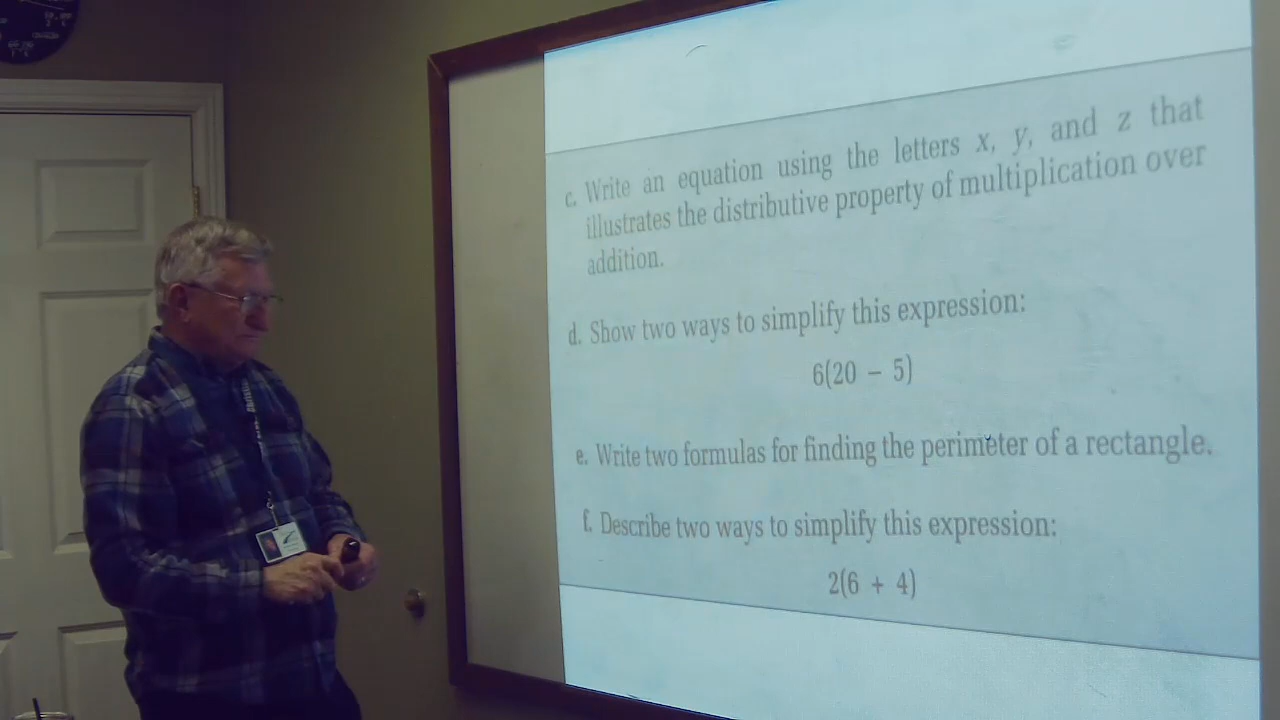 c. Write an equation using the letters x, y, and z that
illustrates the distributive property of multiplication over
addition.
d. Show two ways to simplify this expression:
6(20 − 5)
e. Write two formulas for finding the perimeter of a rectangle.
f. Describe two ways to simplify this expression:
2(6 + 4)